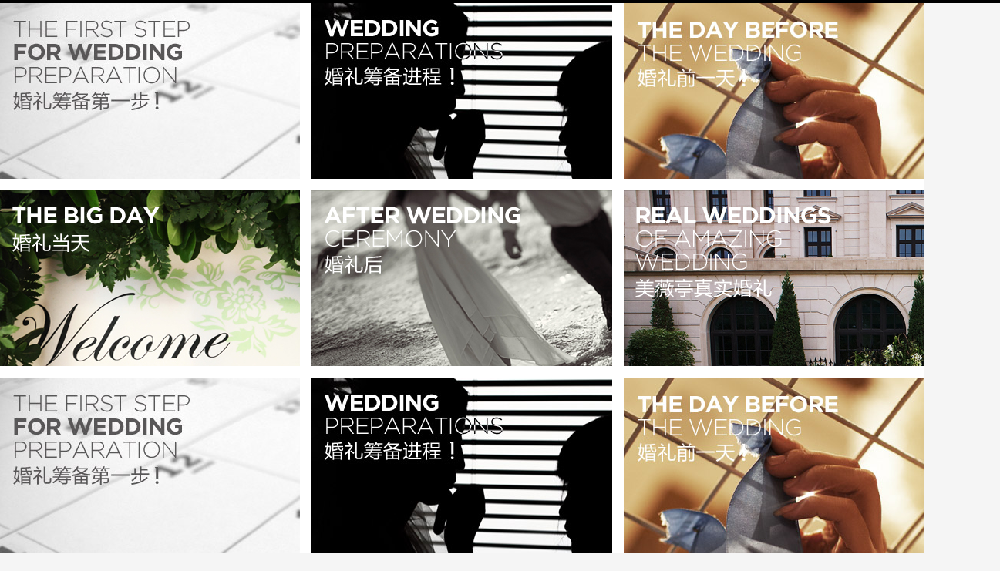 THE FIRST STEP
FOR WEDDING
PREPARATION
婚礼筹备第一步！
12
WEDDING
PREPARATIONS
婚礼筹备进程！
THE DAY BEFORE
THE WEDDING
婚礼前一天！
THE BIG DAY
婚礼当天
Welcome
AFTER WEDDING
CEREMONY
婚礼后
REAL WEDDINGS
OF AMAZING
WEDDING
美薇亭真实婚礼
THE FIRST STEP
FOR WEDDING
PREPARATION
婚礼筹备第一步！
12
WEDDING
PREPARATIONS
婚礼筹备进程！
THE DAY BEFORE
THE WEDDING
婚礼前一天！